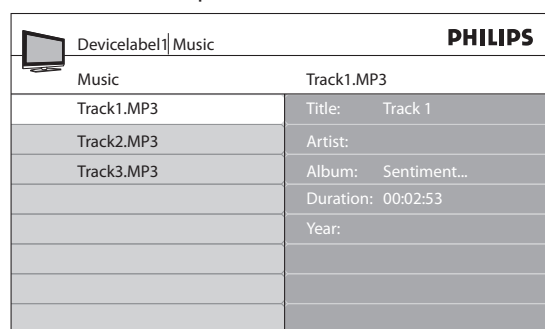 Devicelabel1| Music
PHILIPS
Music
Track1.MP3
Track1.MP3
Title: Track 1
Track2.MP3
Artist:
Track3.MP3
Album: Sentiment...
Duration: 00:02:53
Year: